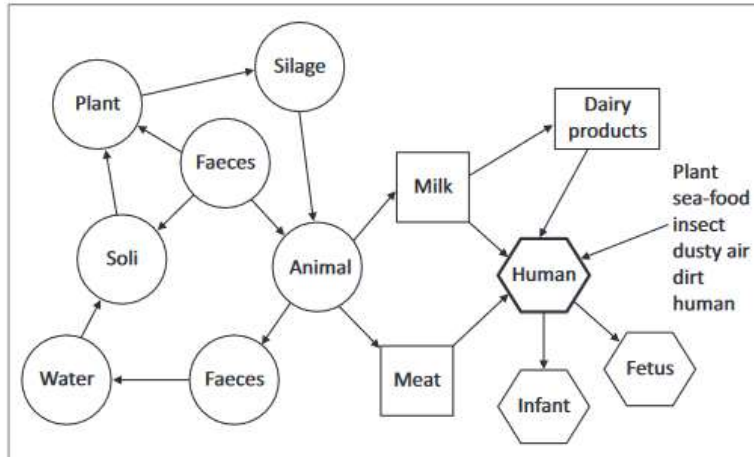 Silage
Plant
Dairy
products
Faeces
Milk
Plant
sea-food
insect
dusty air
dirt
human
Soli
Animal
Human
Water
Faeces
Meat
Fetus
Infant